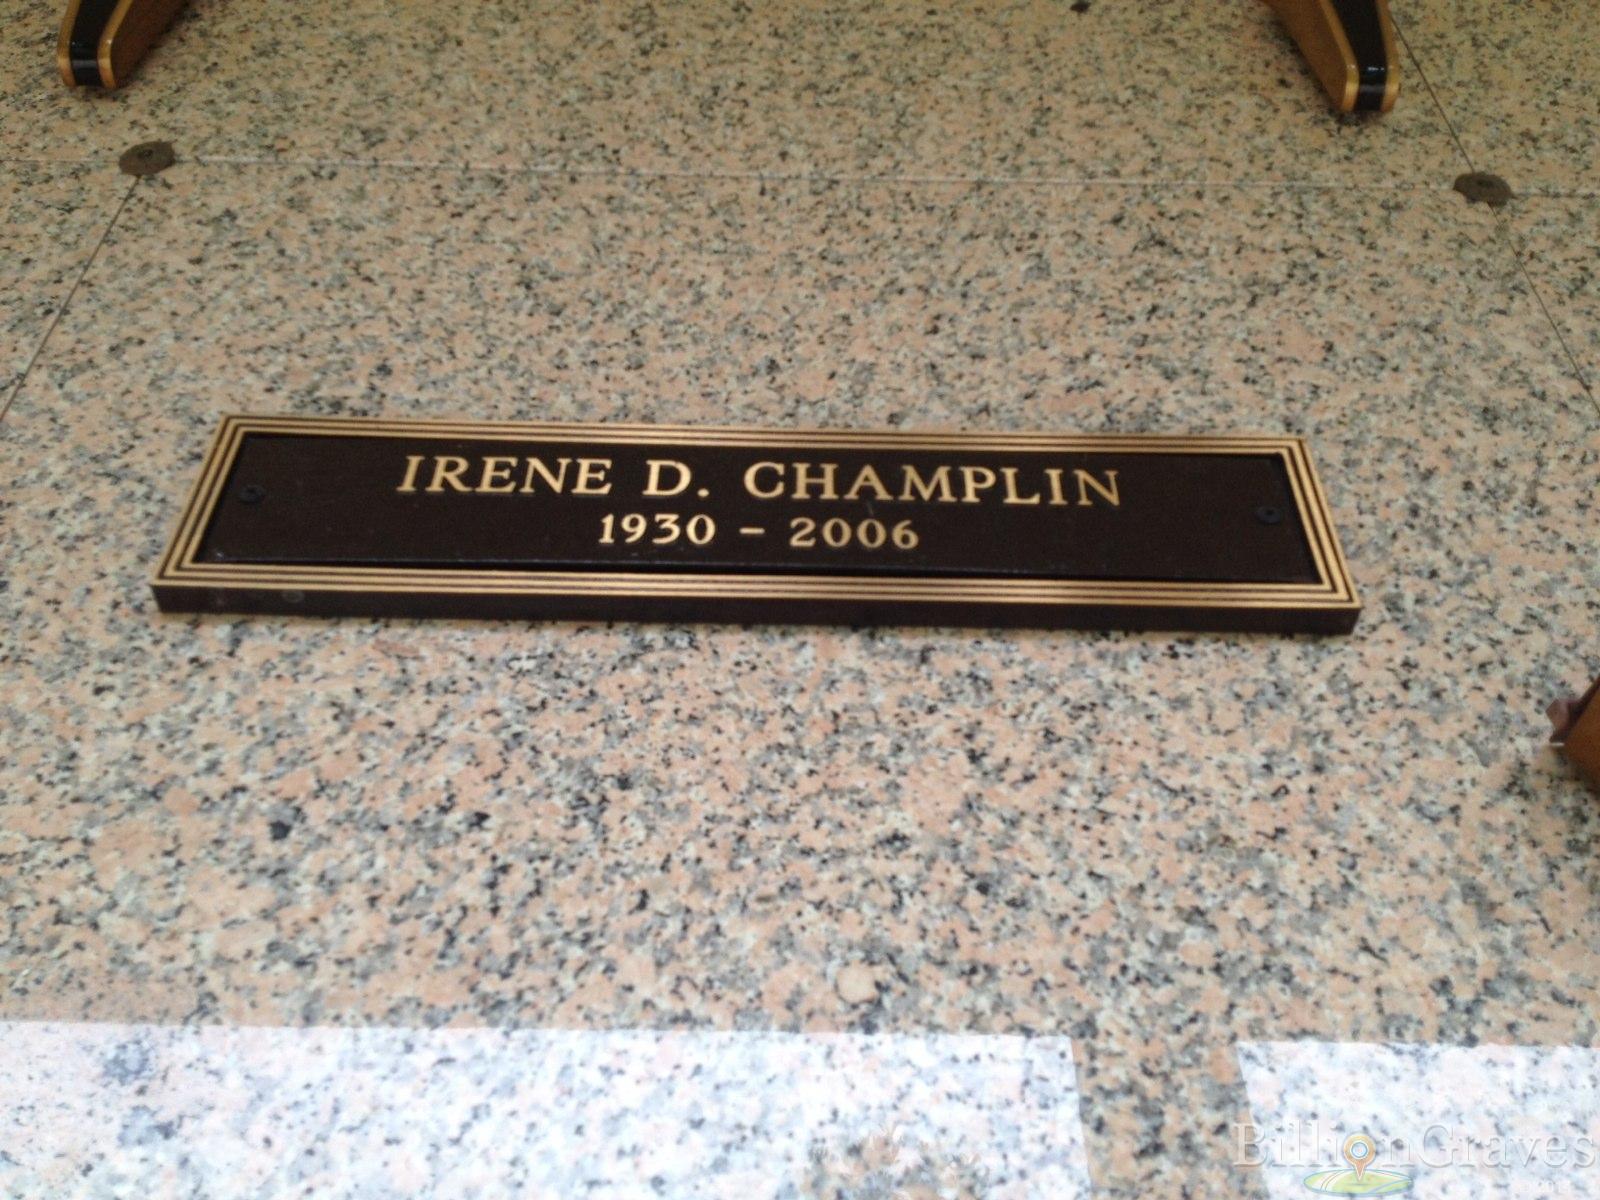 IRENE D. CHAMPLIN
1930 - 2006
BillionGraves